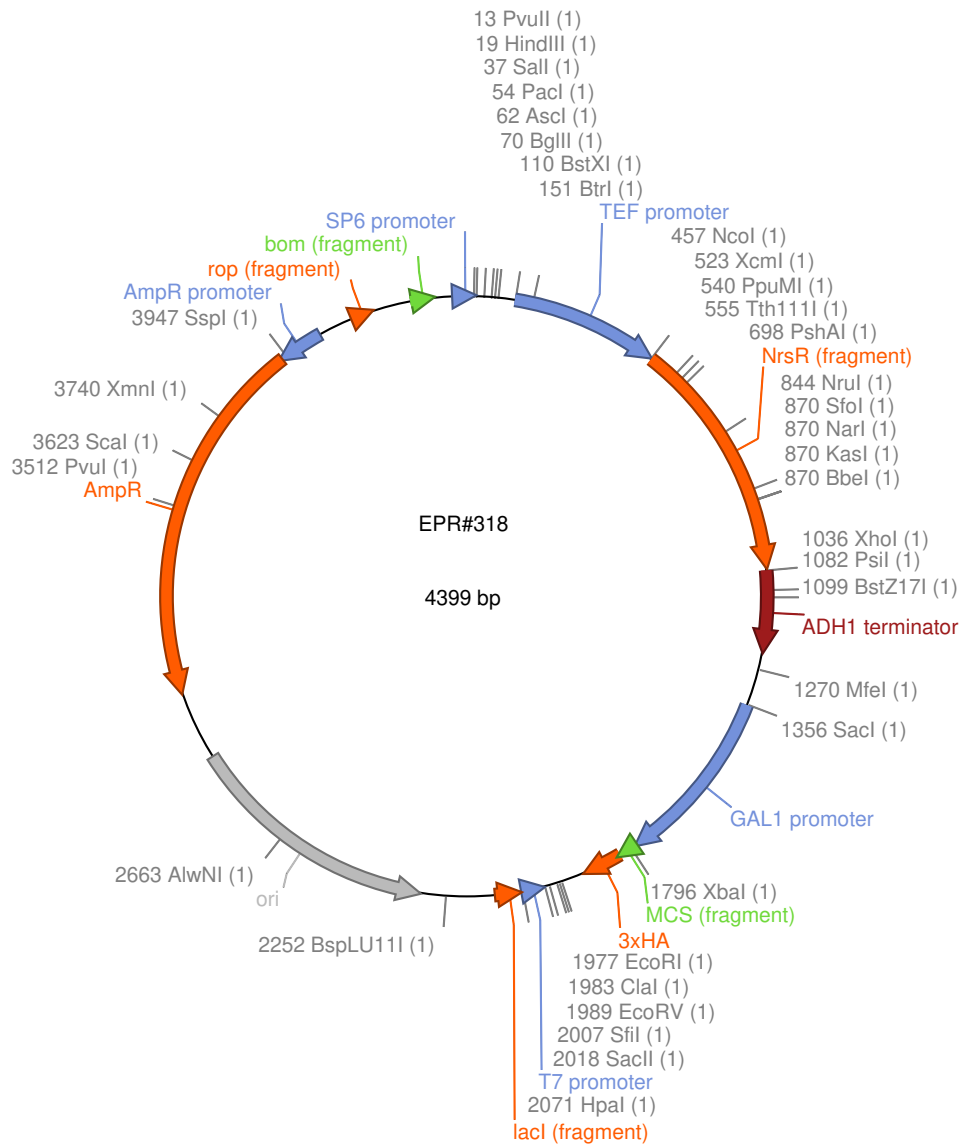 13 PvuII (1)
19 HindIII (1)
37 SalI (1)
54 PacI (1)
62 AscI (1)
70 BglII (1)
110 BstXI (1)
151 BtrI (1)
TEF promoter
SP6 promoter
bom (fragment)
rop (fragment)
AmpR promoter
3947 SspI (1)
457 NcoI (1)
523 XcmI (1)
540 PpuMI (1)
555 Tth111I (1)
698 PshAI (1)
NrsR (fragment)
844 NruI (1)
870 SfoI (1)
870 NarI (1)
870 KasI (1)
870 BbeI (1)
3740 XmnI (1)
3623 ScaI (1)
3512 PvuI (1)
AmpR
EPR#318
4399 bp
1036 XhoI (1)
1082 PsiI (1)
1099 BstZ17I (1)
ADH1 terminator
1270 MfeI (1)
1356 SacI (1)
GAL1 promoter
1796 XbaI (1)
MCS (fragment)
3xHA
2663 AlwNI (1)
ori
2252 BspLU11I (1)
1977 EcoRI (1)
1983 ClaI (1)
1989 EcoRV (1)
2007 SfiI (1)
2018 SacII (1)
T7 promoter
2071 HpaI (1)
lacI (fragment)